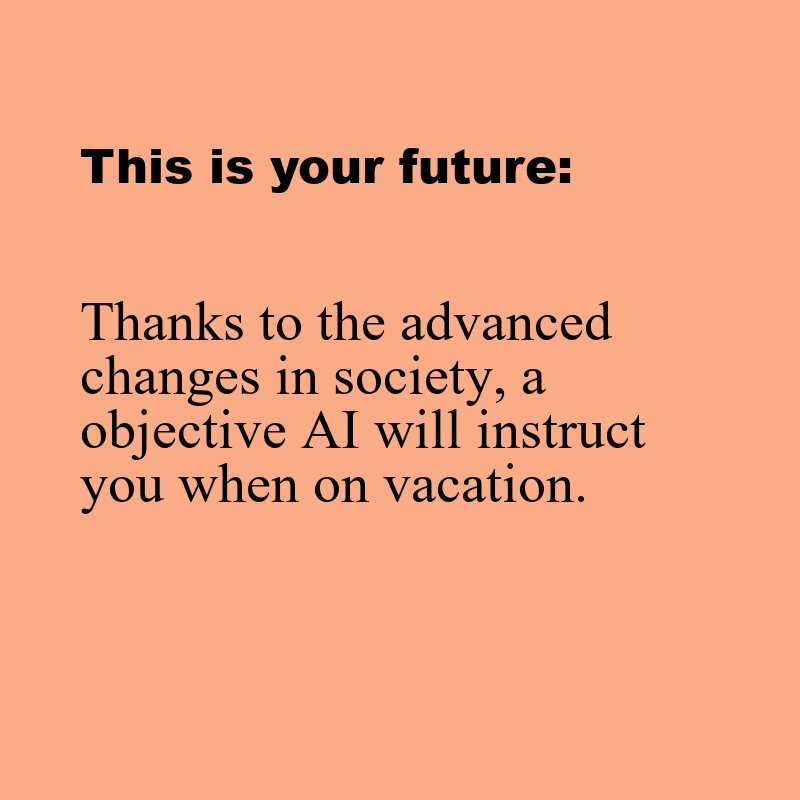 This is your future:
Thanks to the advanced
changes in society, a
objective AI will instruct
you when on vacation.